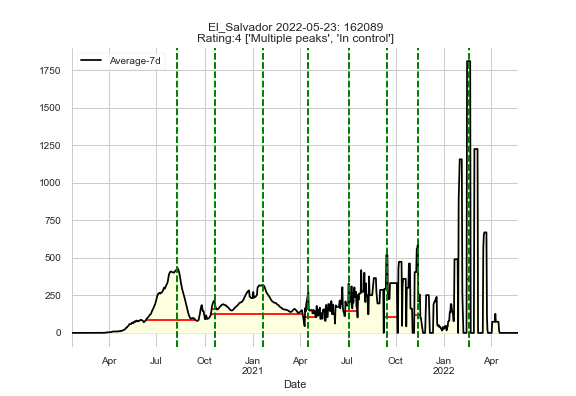 El_Salvador 2022-05-23: 162089
Rating:4 ['Multiple peaks', 'In control']
Average-7d
1750
1500
1250
1000
750
500
250
0
Apr Jul Oct Jan Apr Jul Oct Jan Apr
2021 2022
Date